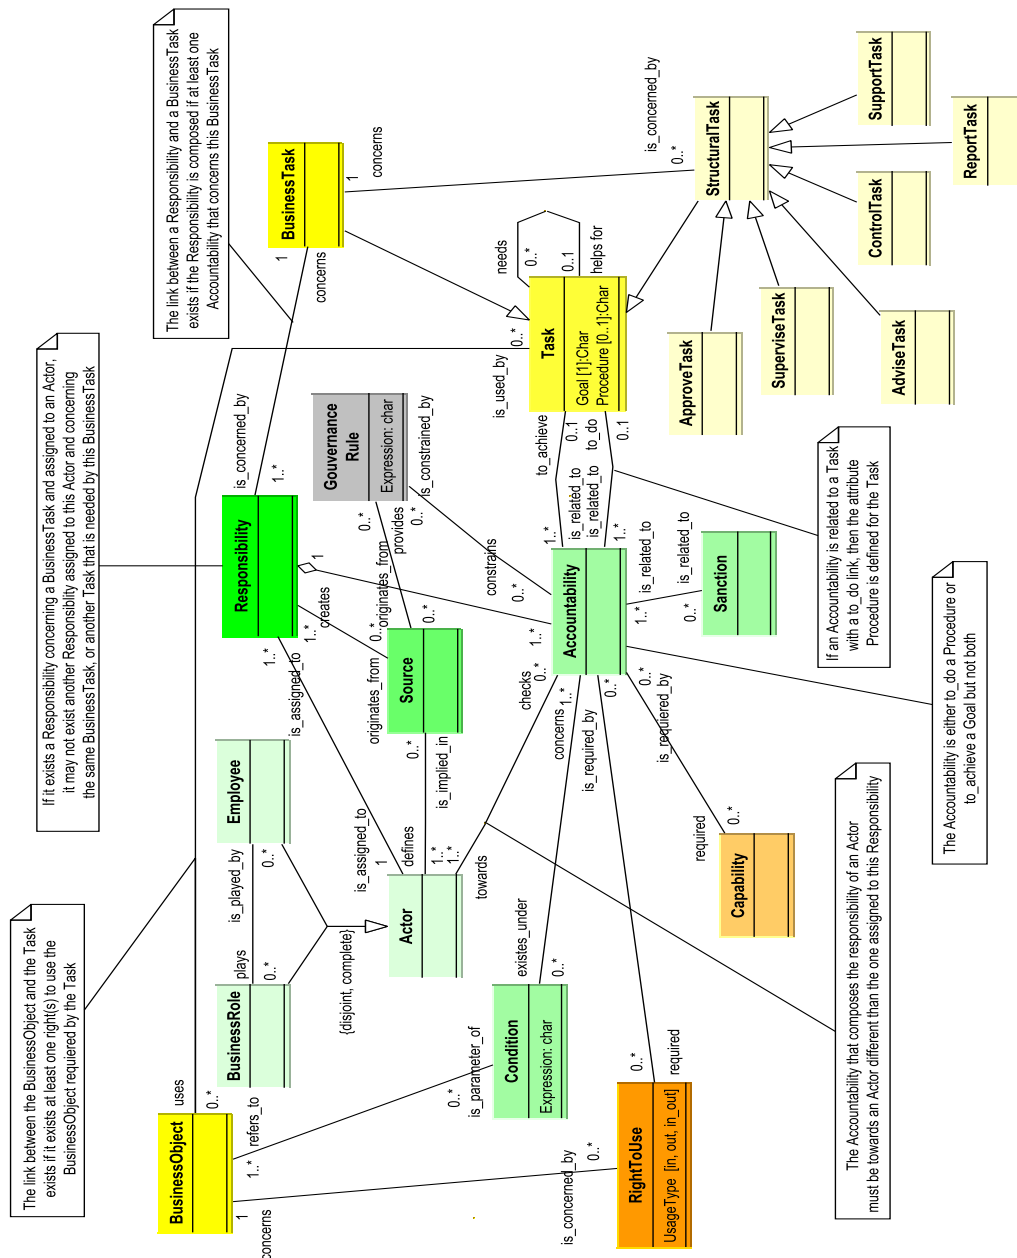 The link between a Responsibility and a BusinessTask
exists if the Responsibility is composed if at least one
Accountability that concerns this BusinessTask
If it exists a Responsibility concerning a BusinessTask and assigned to an Actor,
it may not exist another Responsiblity assigned to this Actor and concerning
the same BusinessTask, or another Task that is needed by this BusinessTask
The link between the BusinessObject and the Task
exists if it exists at least one right(s) to use the
BusinessObject requiered by the Task
BusinessTask
1
concerns
1
concerns
is_concerned_by
0..*
StructuralTask
SupportTask
ReportTask
ControlTask
AdviseTask
SuperviseTask
ApproveTask
needs
0..*
0..1
helps for
Task
Goal [1]:Char
Procedure [0..1]:Char
0..*
is_used_by
to_achieve
0..1
to_do
0..1
is_concerned_by
1..*
Responsibility
1
creates
1..*
is_assigned_to
1..*
Gouvernance
Rule
Expression: char
is_constrained_by
0..*
provides
0..*
originates_from
0..*
0..*
originates_from
Source
0..*
is_implied_in
constrains
0..*
1..*
is_related_to
is_related_to
1..*
Accountability
1..*
checks
0..*
concerns
1..*
is_required_by
0..*
0..*
is_requiered_by
is_related_to
1..*
is_related_to
0..*
Sanction
Employee
is_played_by
0..*
plays
0..*
BusinessRole
{disjoint, complete}
is_assigned_to
1
defines
1..*
1..*
towards
Actor
required
0..*
Capability
existes_under
0..*
Condition
Expression: char
0..*
is_parameter_of
uses
0..*
refers_to
1..*
BusinessObject
1
concerns
required
0..*
0..*
is_concerned_by
RightToUse
UsageType [in, out, in_out]
If an Accountability is related to a Task
with a to_do link, then the attribute
Procedure is defined for the Task
The Accountability is either to_do a Procedure or
to_achieve a Goal but not both
The Accountability that composes the responsibility of an Actor
must be towards an Actor different than the one assigned to this Responsibility